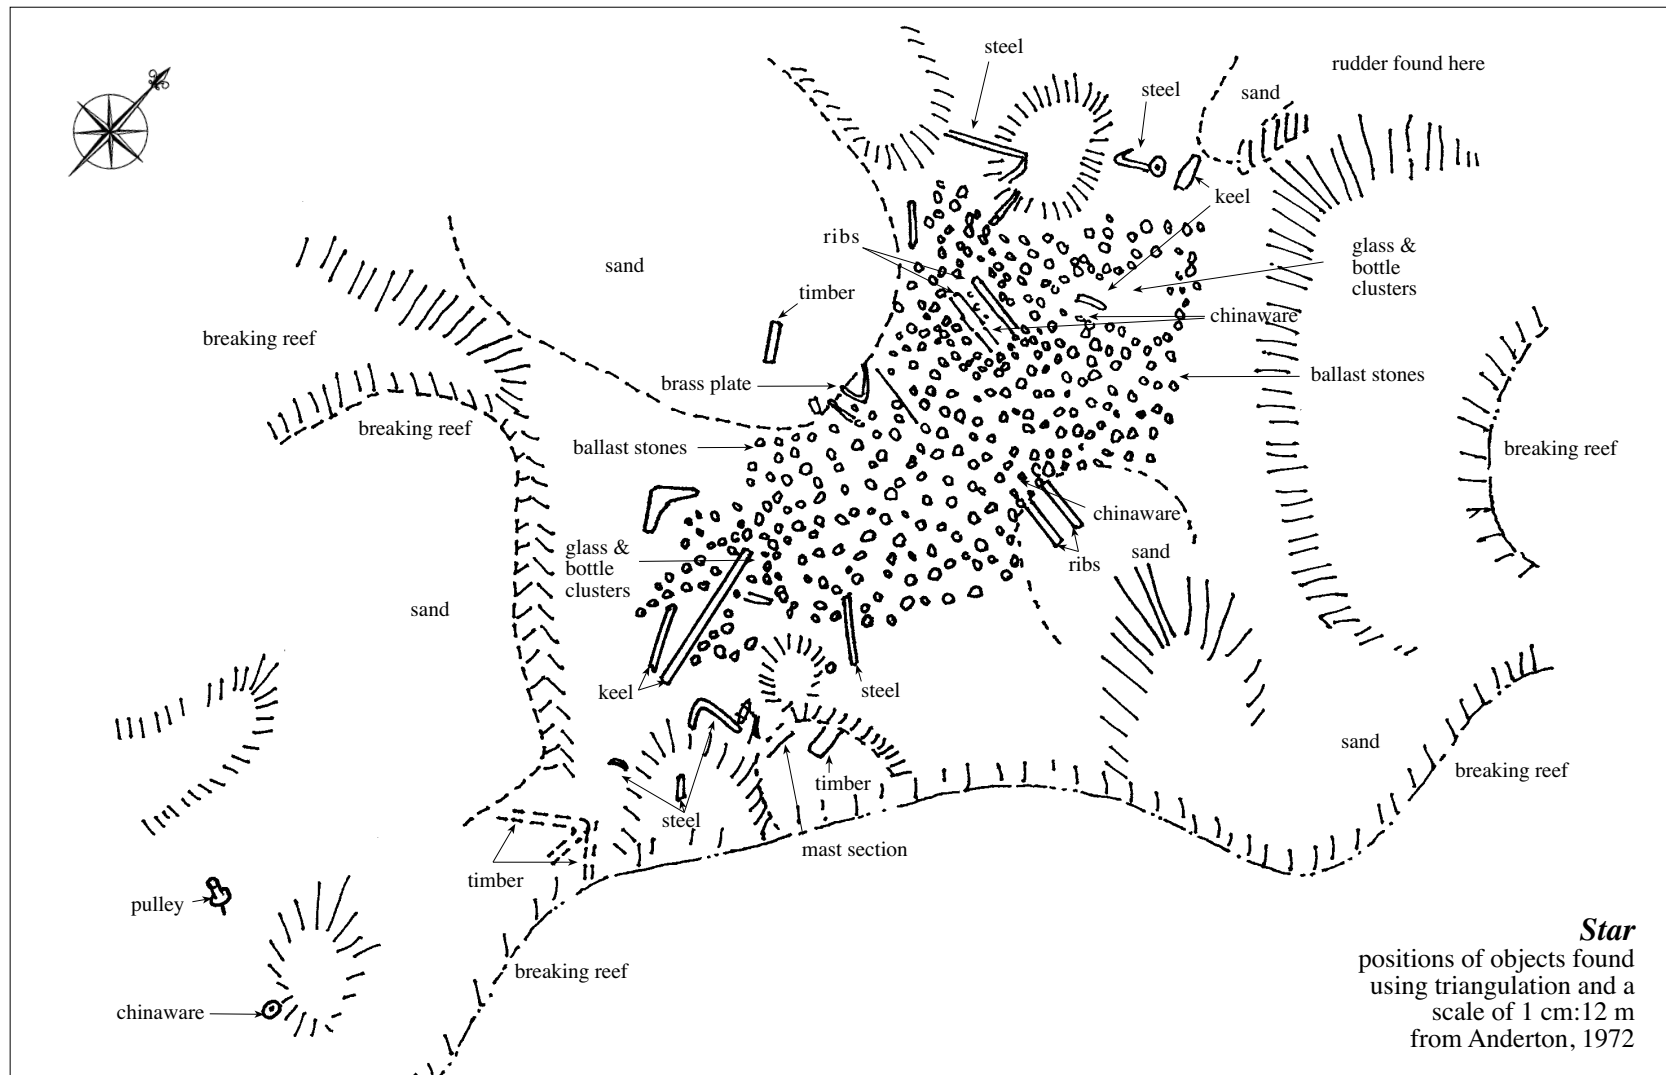 steel
rudder found here
steel
sand
keel
ribs
glass &
bottle
clusters
sand
timber
chinaware
breaking reef
brass plate
ballast stones
breaking reef
ballast stones
breaking reef
chinaware
glass &
bottle
clusters
sand
ribs
sand
keel
steel
sand
breaking reef
timber
steel
mast section
timber
pulley
breaking reef
chinaware
Star
positions of objects found
using triangulation and a
scale of 1 cm:12 m
from Anderton, 1972